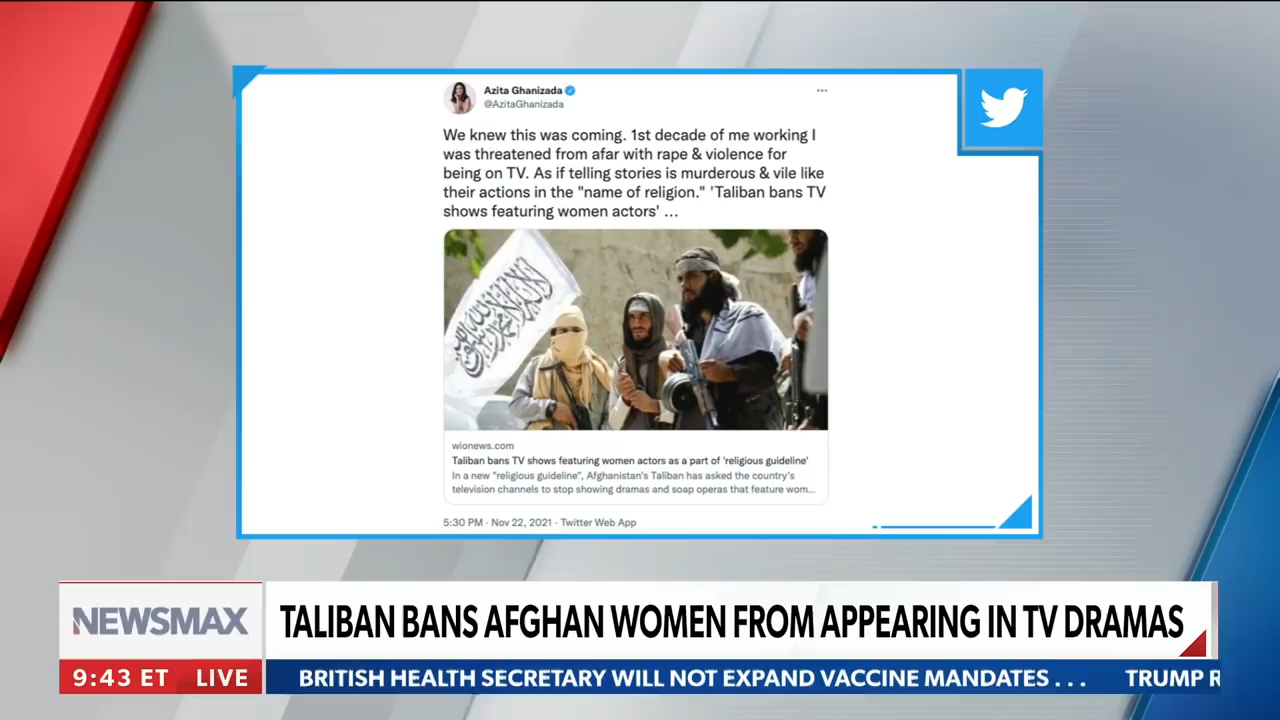 Azita Ghanizada
@AzitaGhanizada
We knew this was coming. 1st decade of me working I
was threatened from afar with rape & violence for
being on TV. As if telling stories is murderous & vile like
their actions in the "name of religion." 'Taliban bans TV
shows featuring women actors' ...
wionews.com
Taliban bans TV shows featuring women actors as a part of 'religious guideline'
In a new "religious guideline", Afghanistan's Taliban has asked the country's
television channels to stop showing dramas and soap operas that feature wom...
5:30 PM · Nov 22, 2021 · Twitter Web App
NEWSMAX
TALIBAN BANS AFGHAN WOMEN FROM APPEARING IN TV DRAMAS
9:43 ET LIVE
BRITISH HEALTH SECRETARY WILL NOT EXPAND VACCINE MANDATES . . . TRUMP R